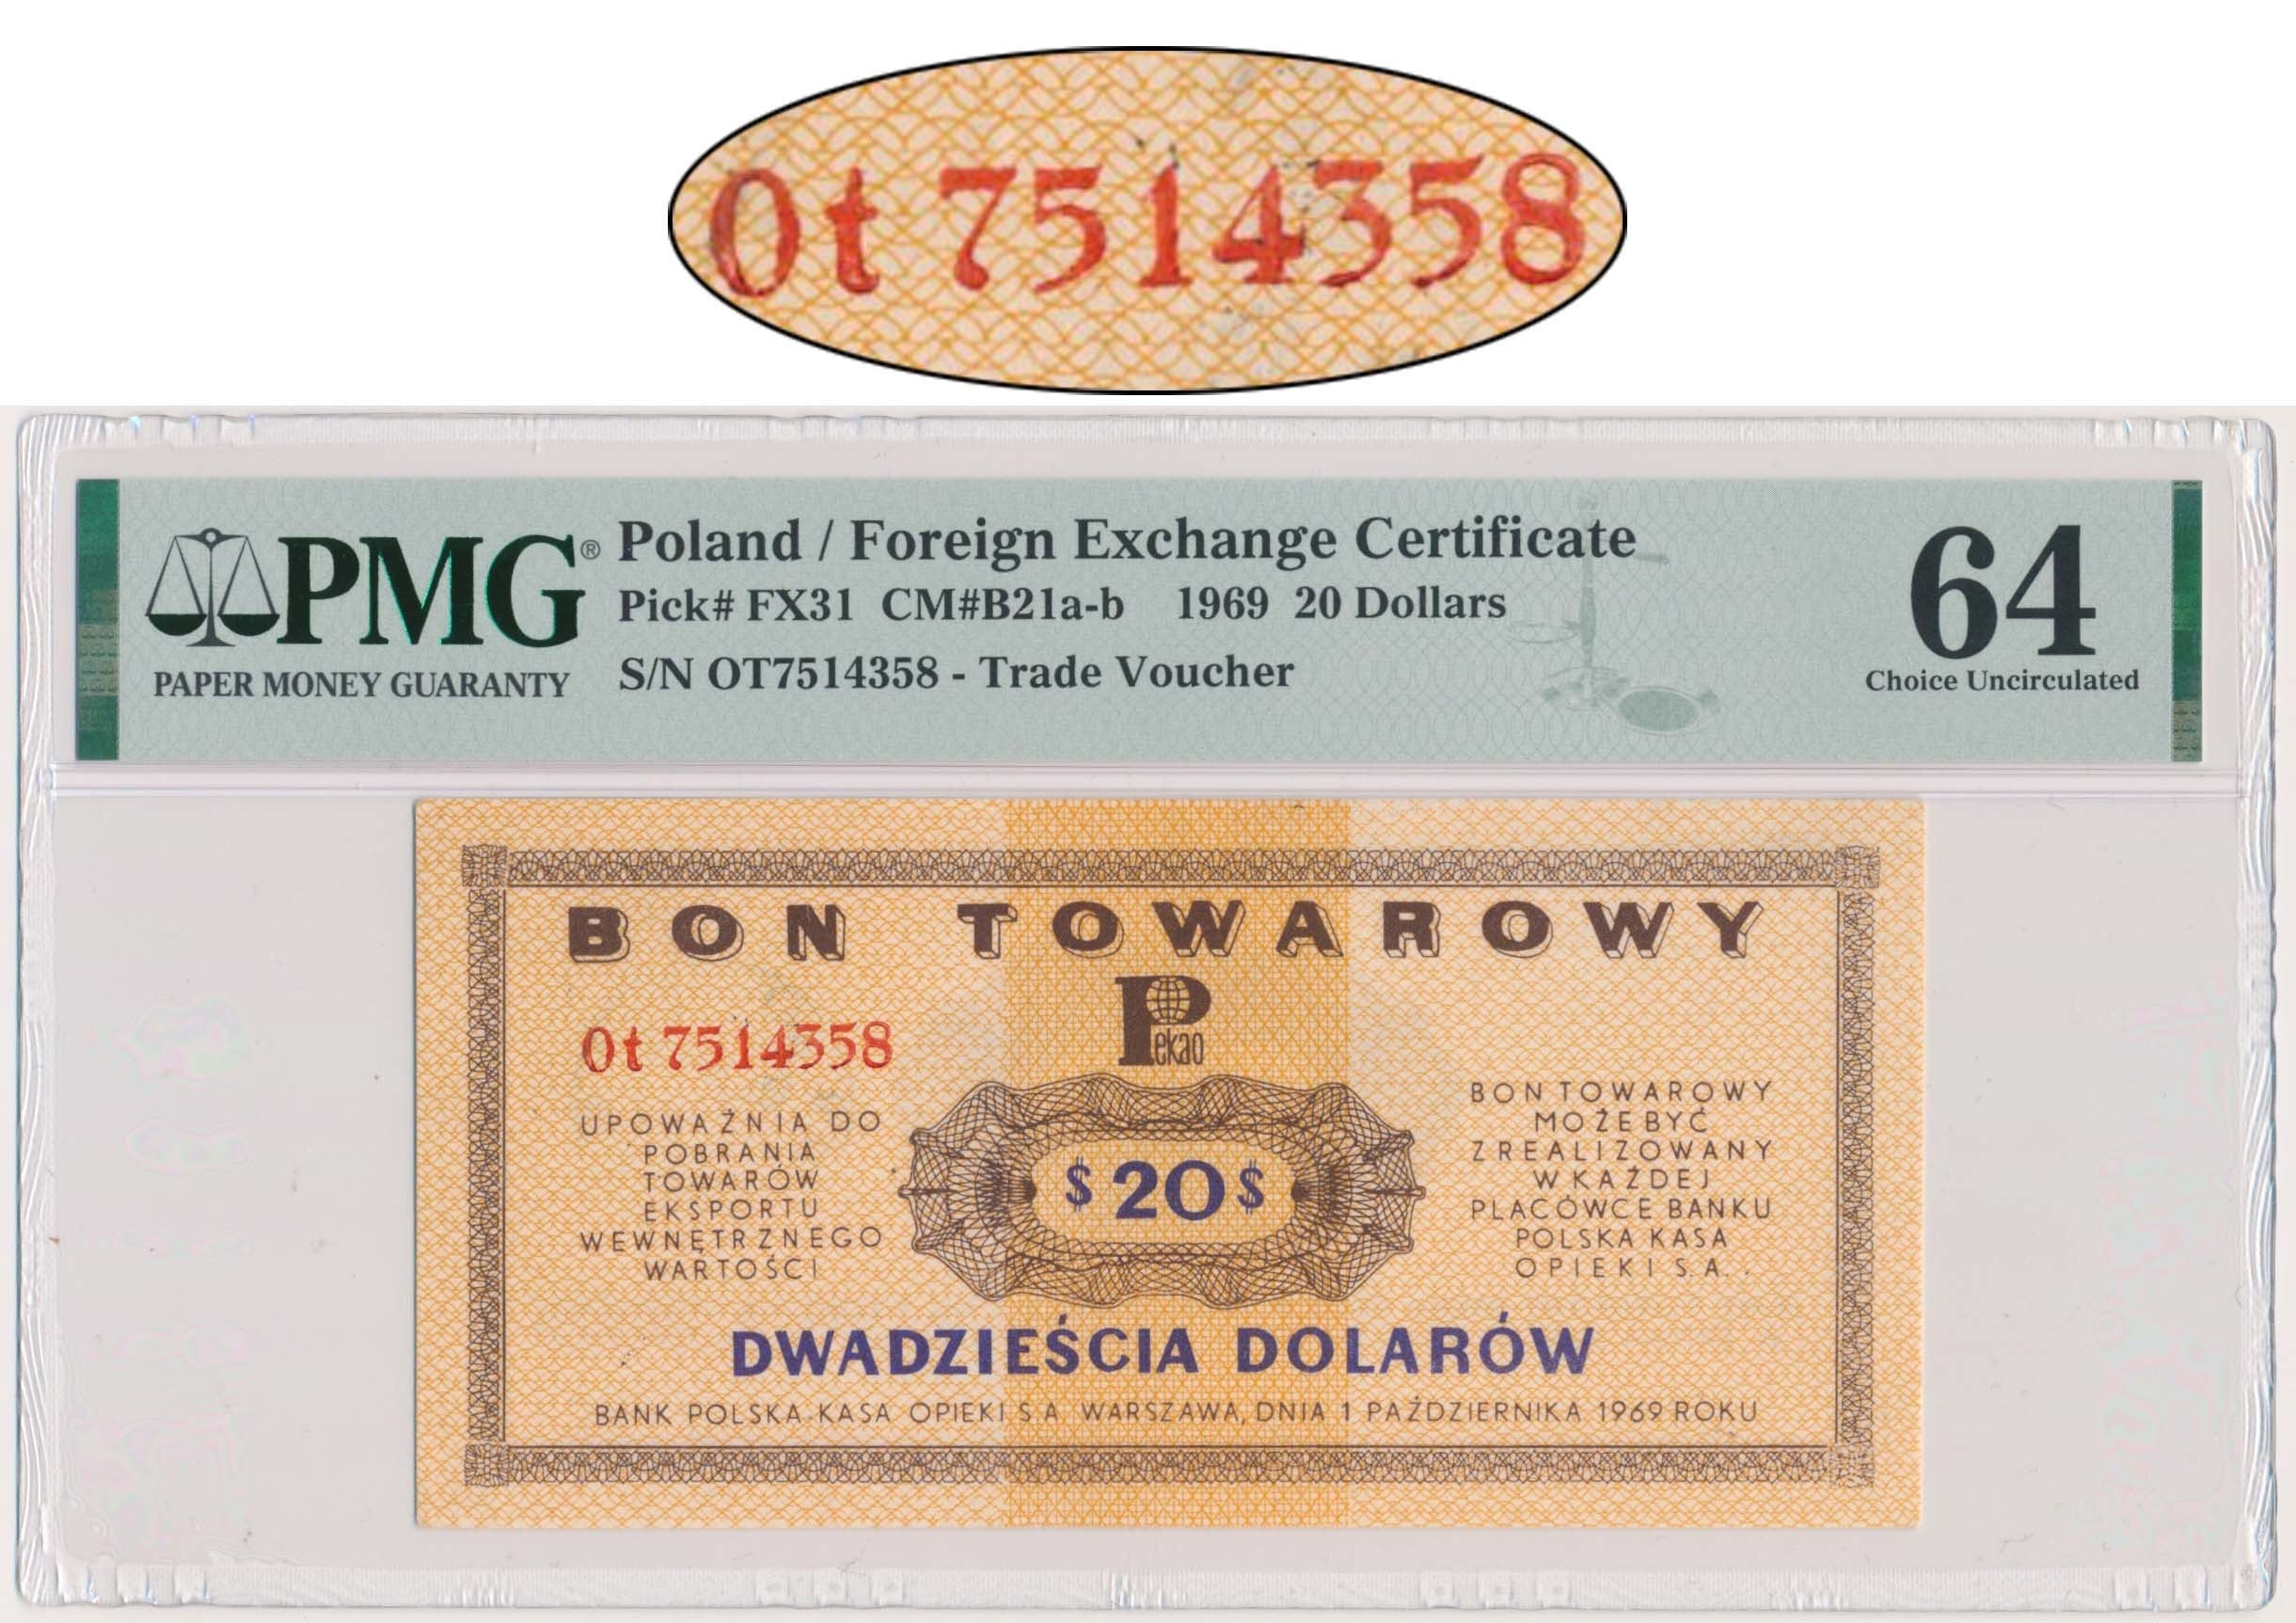 Ot 7514358
PMG® Poland / Foreign Exchange Certificate
Pick# FX31 CM#B21a-b 1969 20 Dollars
S/N OT7514358 - Trade Voucher
PAPER MONEY GUARANTY
64
Choice Uncirculated
BON TOWAROWY
Pekao
Ot 7514358
UPOWAŻNIA DO
POBRANIA
TOWARÓW
EKSPORTU
WEWNĘTRZNEGO
WARTOŚCI
$20$
BON TOWAROWY
MOŻE BYĆ
ZREALIZOWANY
W KAŻDEJ
PLACÓWCE BANKU
POLSKA KASA
OPIEKI S.A.
DWADZIEŚCIA DOLARÓW
BANK POLSKA KASA OPIEKI S A WARSZAWA, DNIA 1 PAŹDZIERNIKA 1969 ROKU